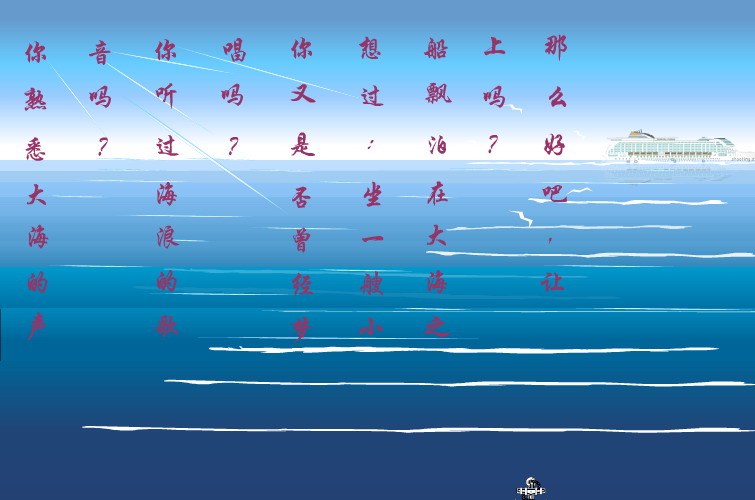 你熟悉大海的声
音吗？
你听过海浪的歌
唱吗？
你又是否曾经梦
想过：坐一艘小
船飘泊在大海之
上吗？
那么好吧，让